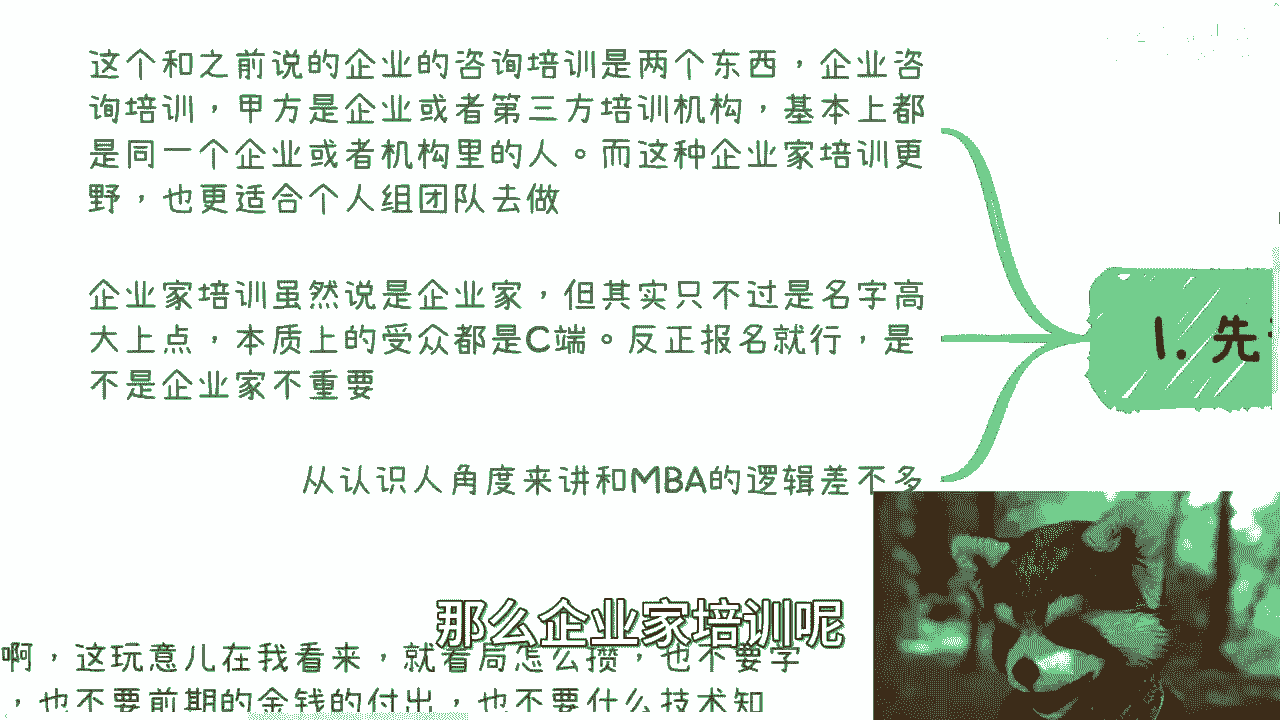 这个和之前说的企业的咨询培训是两个东西，企业咨
询培训，甲方是企业或者第三方培训机构，基本上都
是同一个企业或者机构里的人。而这种企业家培训更
野，也更适合个人组团队去做
企业家培训虽然说是企业家，但其实只不过是名字高
大上点，本质上的受众都是C端。反正报名就行，是
不是企业家不重要
1. 先
从认识人角度来讲和MBA的逻辑差不多
那么企业家培训呢
啊，这玩意儿在我看来，就看局怎么攒，也不要学
，也不要前期的金钱的付出，也不要什么技术知